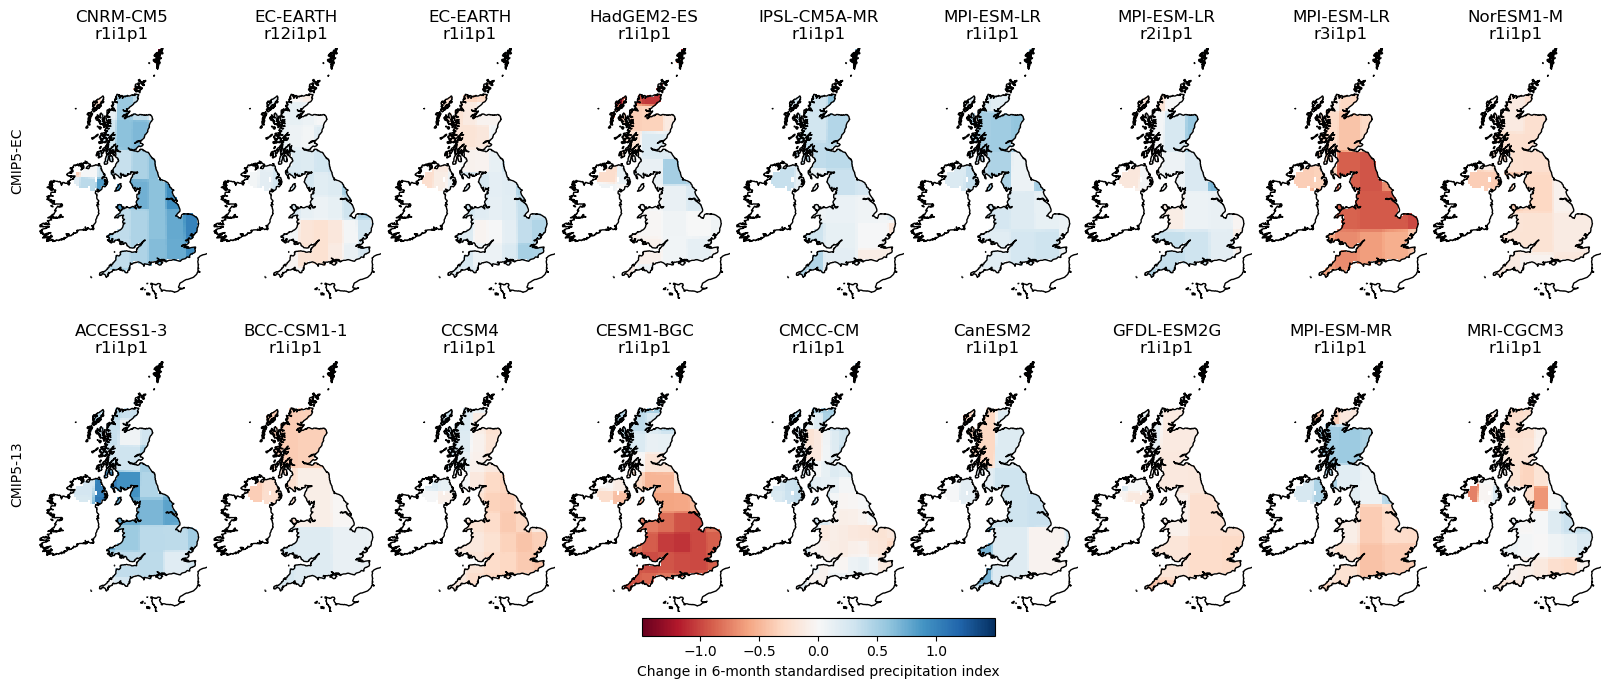 CNRM-CM5 EC-EARTH EC-EARTH HadGEM2-ES IPSL-CM5A-MR MPI-ESM-LR MPI-ESM-LR MPI-ESM-LR NorESM1-M
r1i1p1 r12i1p1 r1i1p1 r1i1p1 r1i1p1 r1i1p1 r2i1p1 r3i1p1 r1i1p1
CMIP5-EC
ACCESS1-3 BCC-CSM1-1 CCSM4 CESM1-BGC CMCC-CM CanESM2 GFDL-ESM2G MPI-ESM-MR MRI-CGCM3
r1i1p1 r1i1p1 r1i1p1 r1i1p1 r1i1p1 r1i1p1 r1i1p1 r1i1p1 r1i1p1
CMIP5-13
−1.0 −0.5 0.0 0.5 1.0
Change in 6-month standardised precipitation index